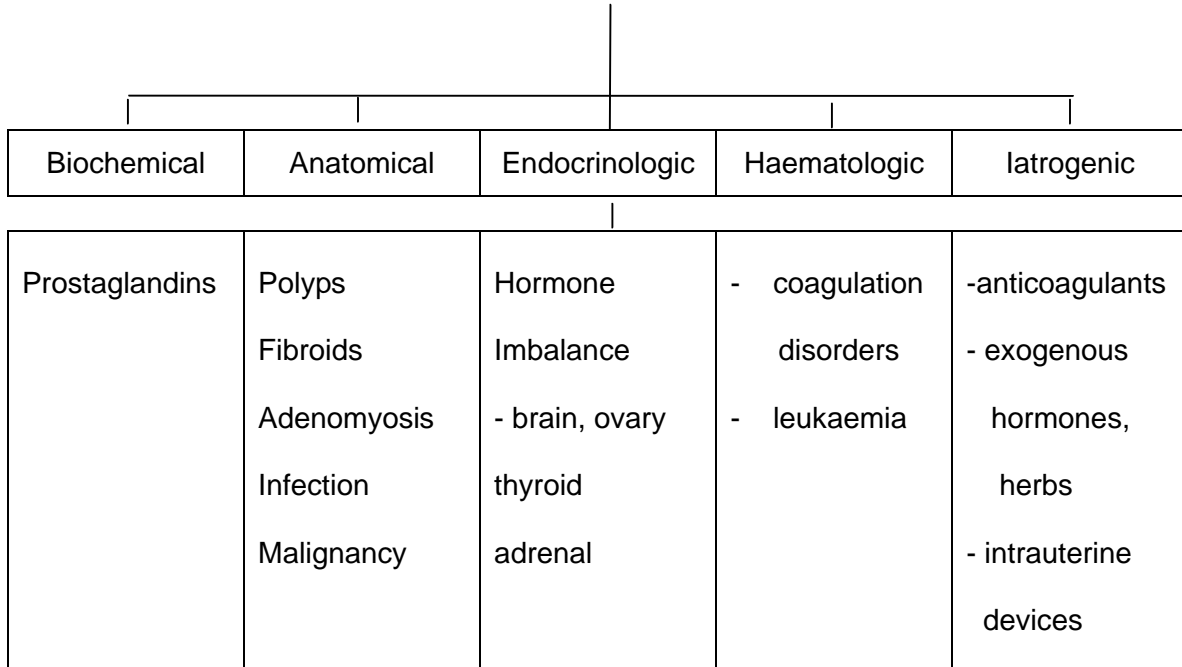 Biochemical
Anatomical
Endocrinologic
Haematologic
Iatrogenic
Prostaglandins
Polyps
Fibroids
Adenomyosis
Infection
Malignancy
Hormone
Imbalance
- brain, ovary
thyroid
adrenal
- coagulation
disorders
- leukaemia
-anticoagulants
- exogenous
hormones,
herbs
- intrauterine
devices